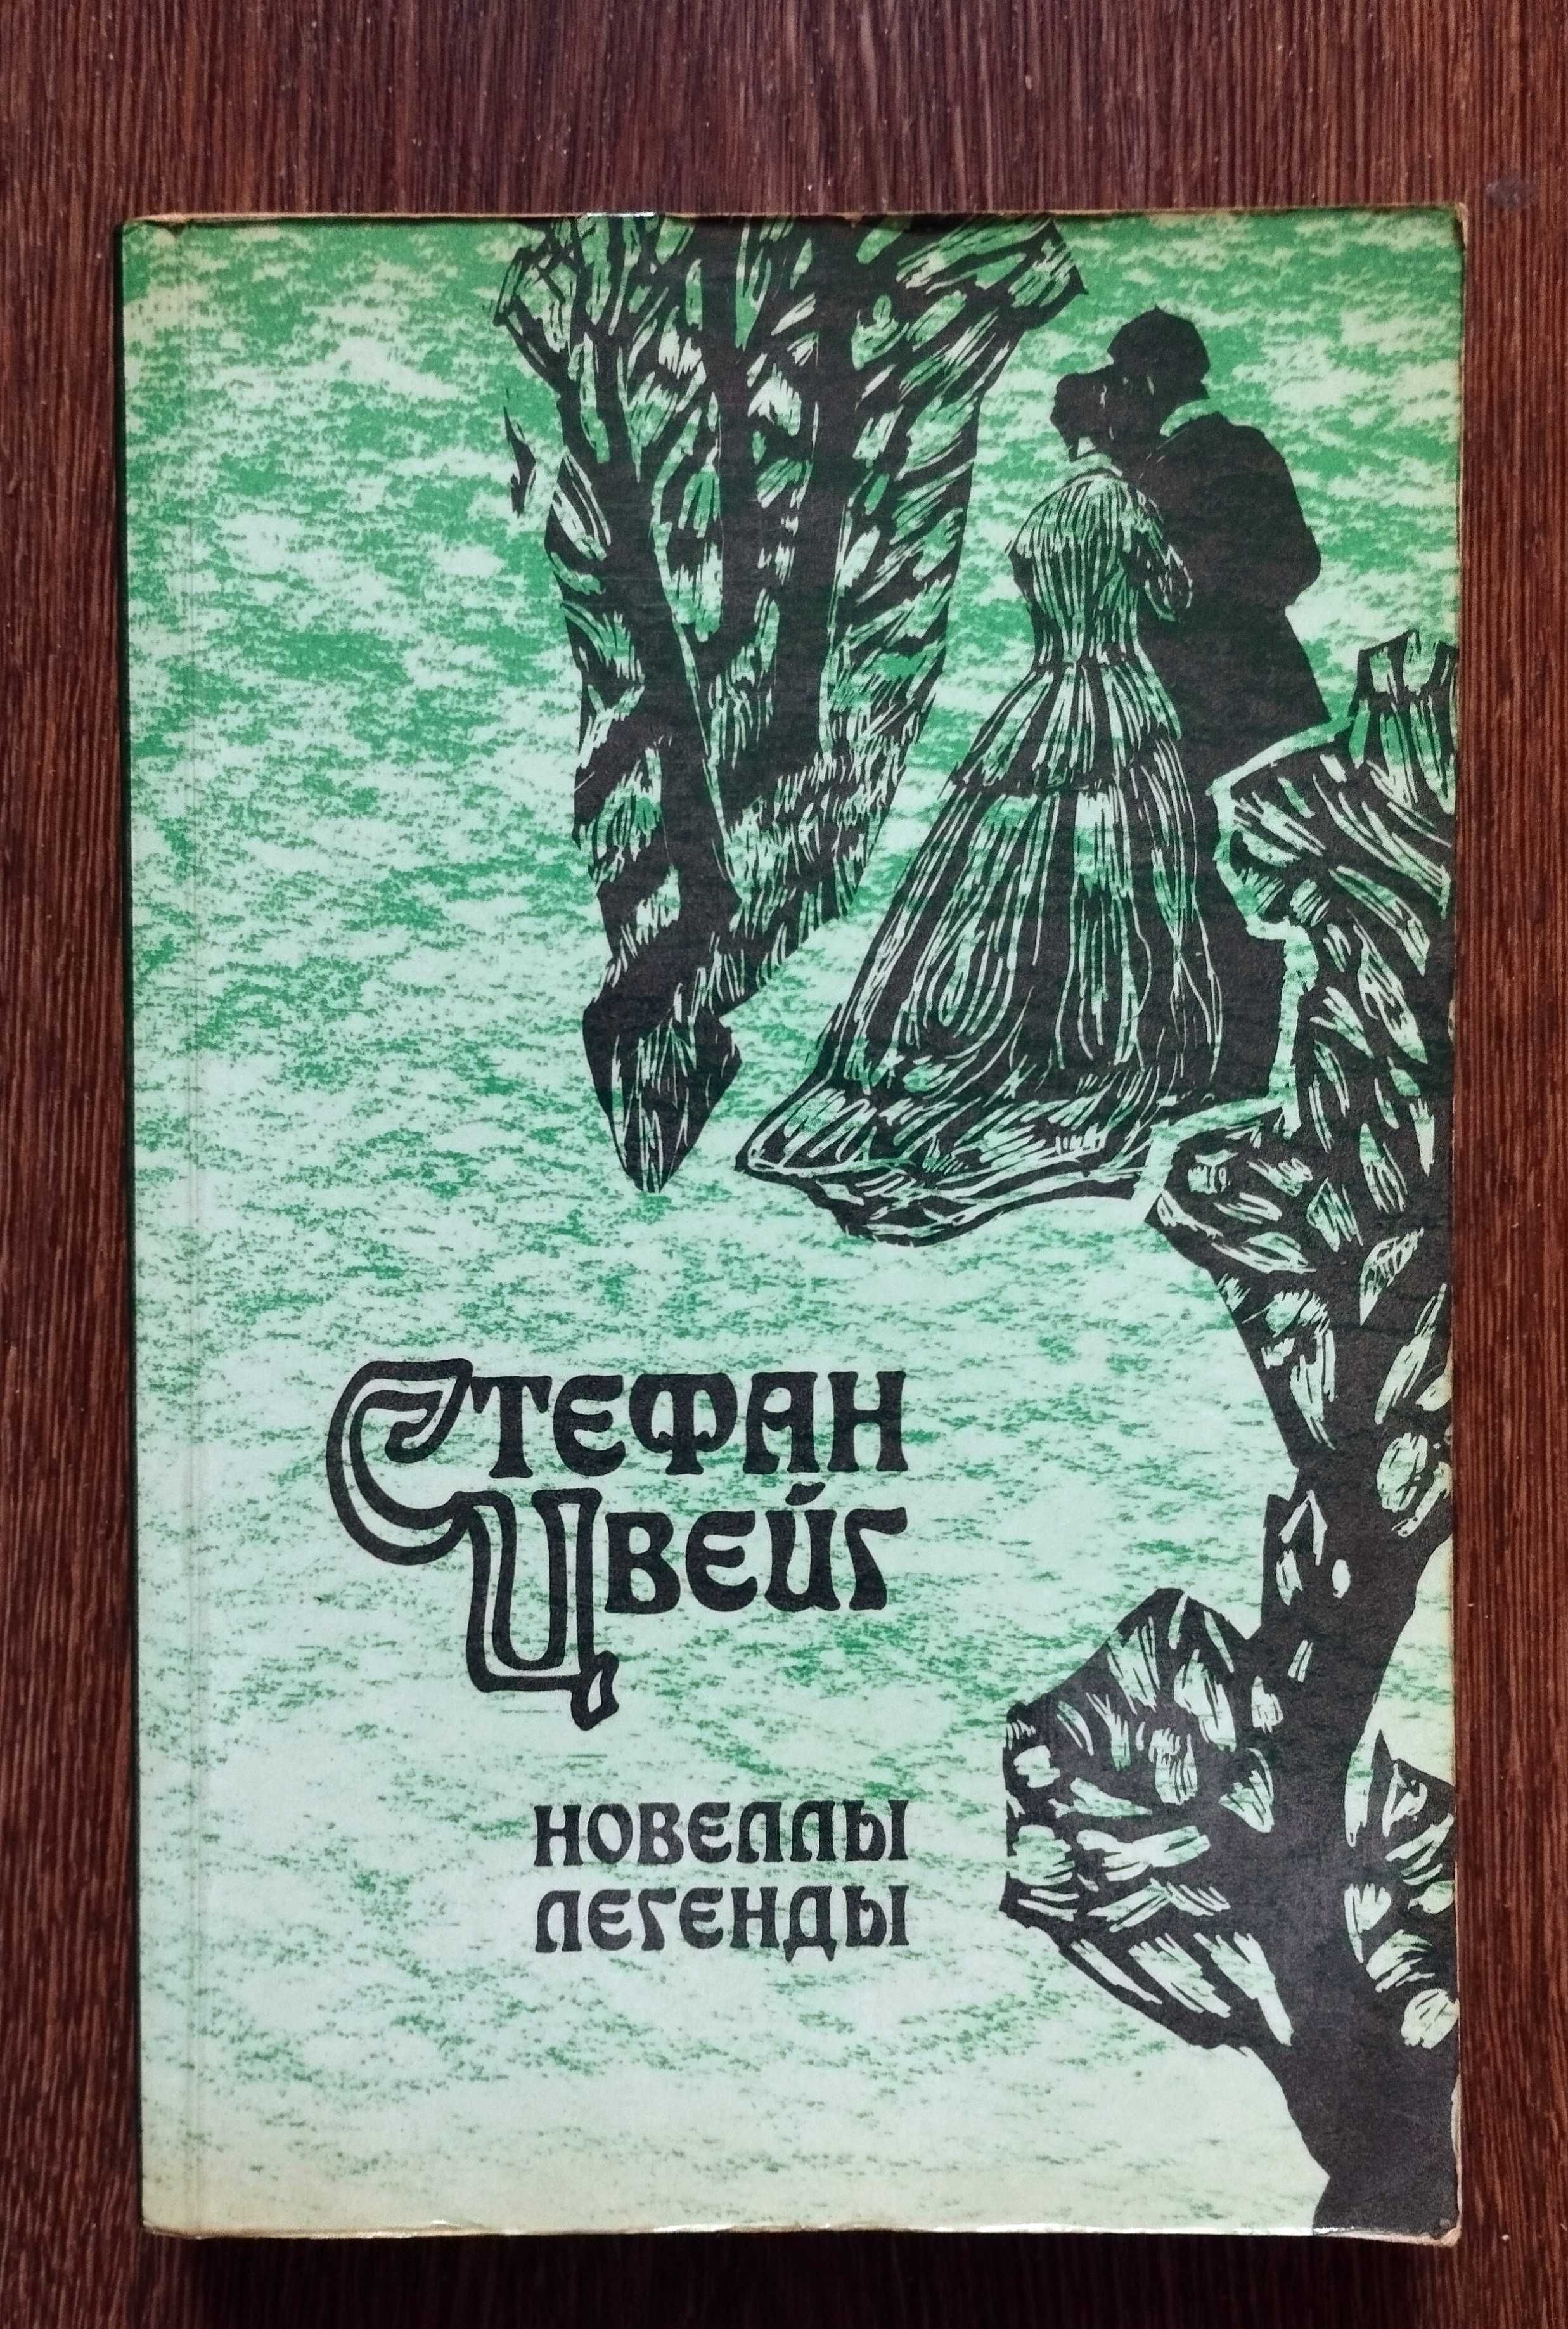 Стефан
Цвейг
новеллы
легенды